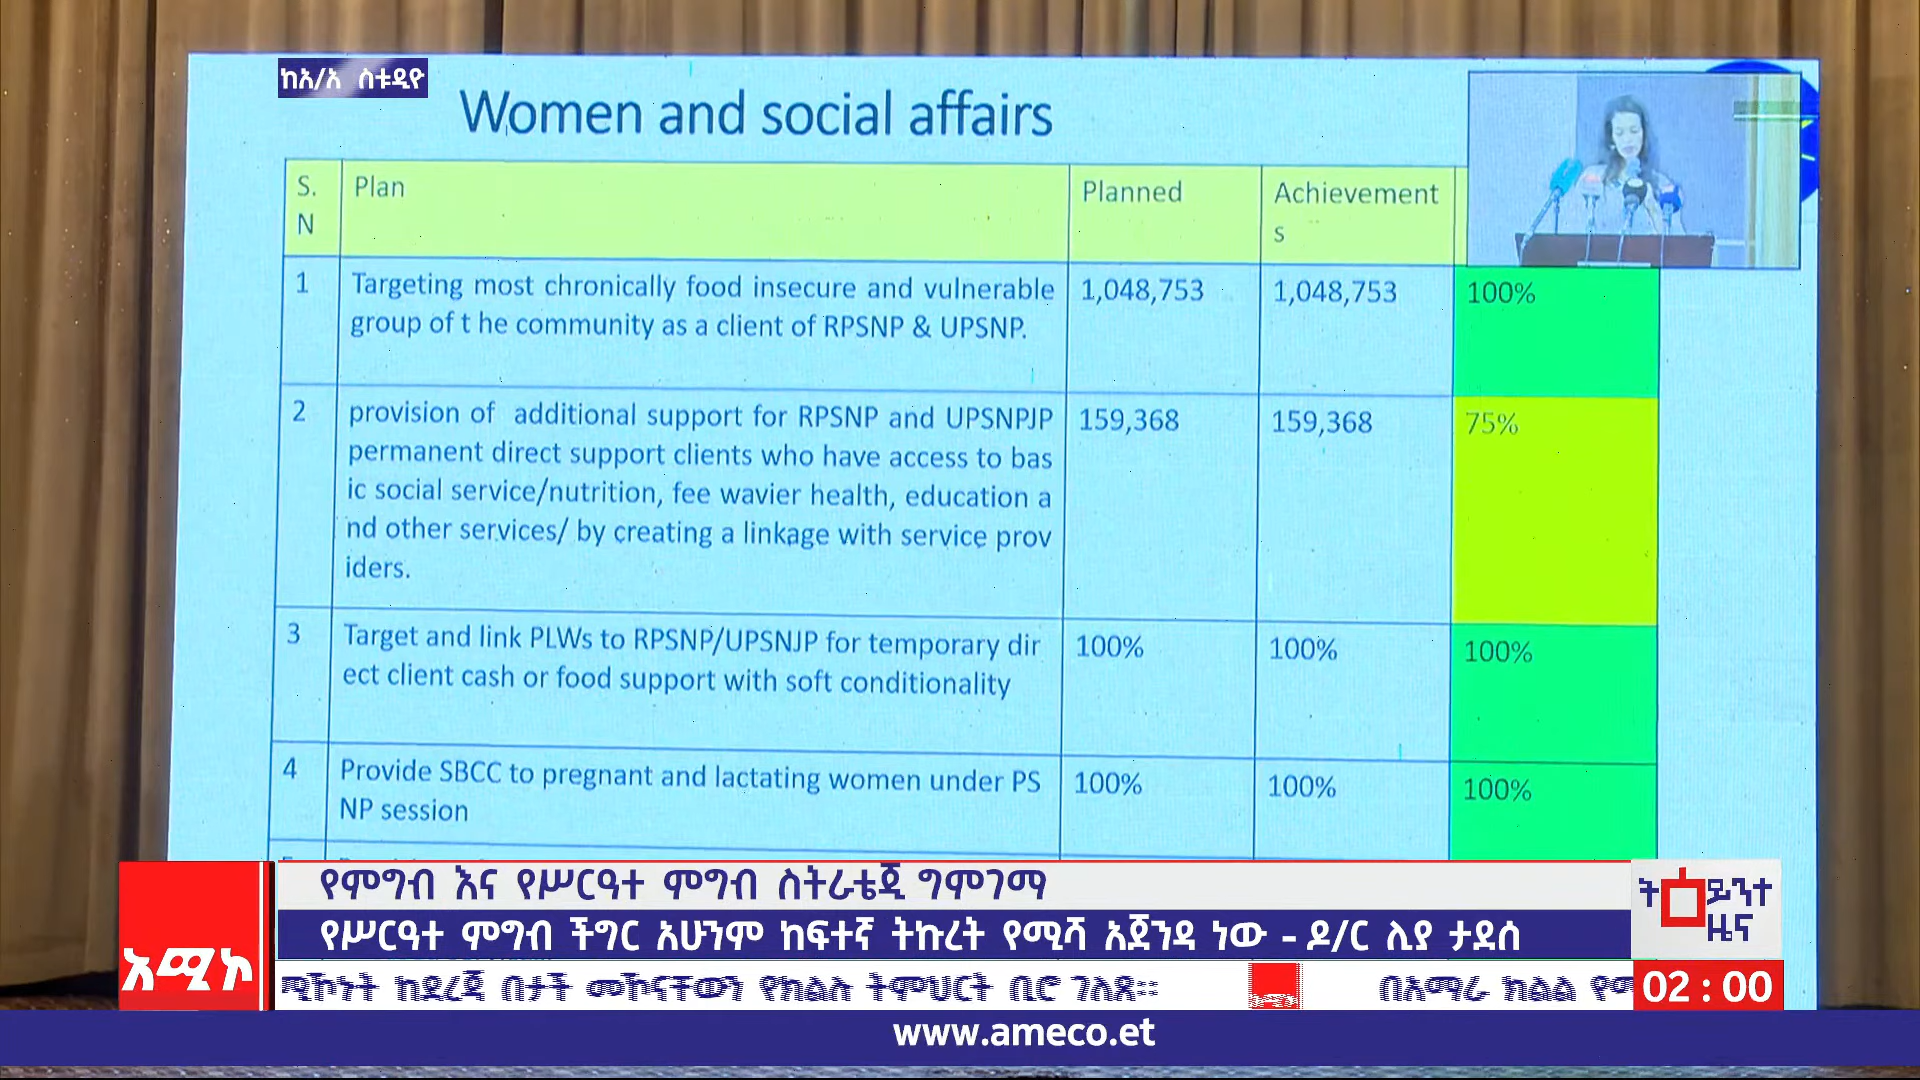 ከአ/አ ስቱዲዮ
Women and social affairs
S.
N
Plan
Planned
Achievement
s
1
Targeting most chronically food insecure and vulnerable
group of t he community as a client of RPSNP & UPSNP.
1,048,753
1,048,753
100%
2
provision of additional support for RPSNP and UPSNPJP
permanent direct support clients who have access to bas
ic social service/nutrition, fee wavier health, education a
nd other services/ by creating a linkage with service prov
iders.
159,368
159,368
75%
3
Target and link PLWs to RPSNP/UPSNJP for temporary dir
ect client cash or food support with soft conditionality
100%
100%
100%
4
Provide SBCC to pregnant and lactating women under PS
NP session
100%
100%
100%
የምግብ እና የሥርዓተ ምግብ ስትራቴጂ ግምገማ
የሥርዓተ ምግብ ችግር አሁንም ከፍተኛ ትኩረት የሚሻ አጀንዳ ነው - ዶ/ር ሊያ ታደሰ
አሚኮ
ከደረጃ በታች መኾናቸውን የክልሉ ትምህርት ቢሮ ገለጸ።
በአማራ ክልል
ዜና
02:00
www.ameco.et